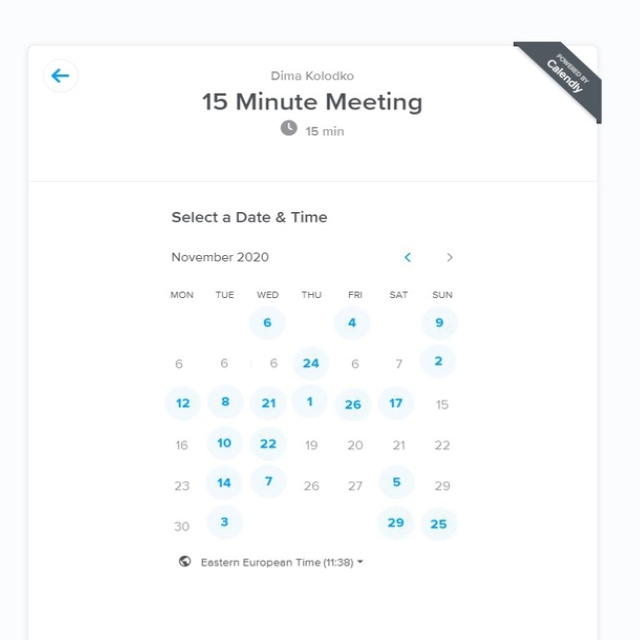 POWERED BY
Calendly
Dima Kolodko
15 Minute Meeting
15 min
Select a Date & Time
November 2020
MON TUE WED THU FRI SAT SUN
6 4 9
6 6 6 24 6 7 2
12 8 21 1 26 17 15
16 10 22 19 20 21 22
23 14 7 26 27 5 29
30 3 29 25
Eastern European Time (11:38)